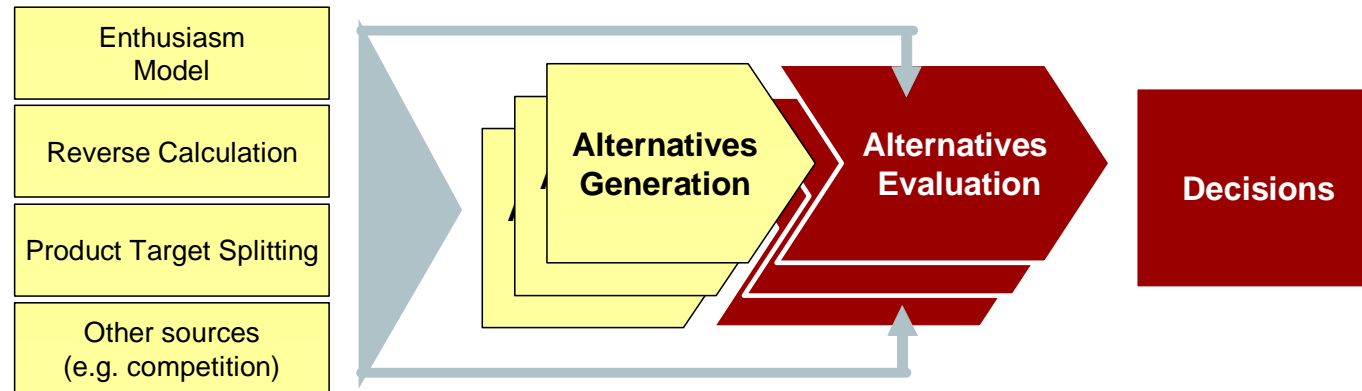 Enthusiasm
Model
Reverse Calculation
Product Target Splitting
Other sources
(e.g. competition)
Alternatives
Generation
Alternatives
Evaluation
Decisions